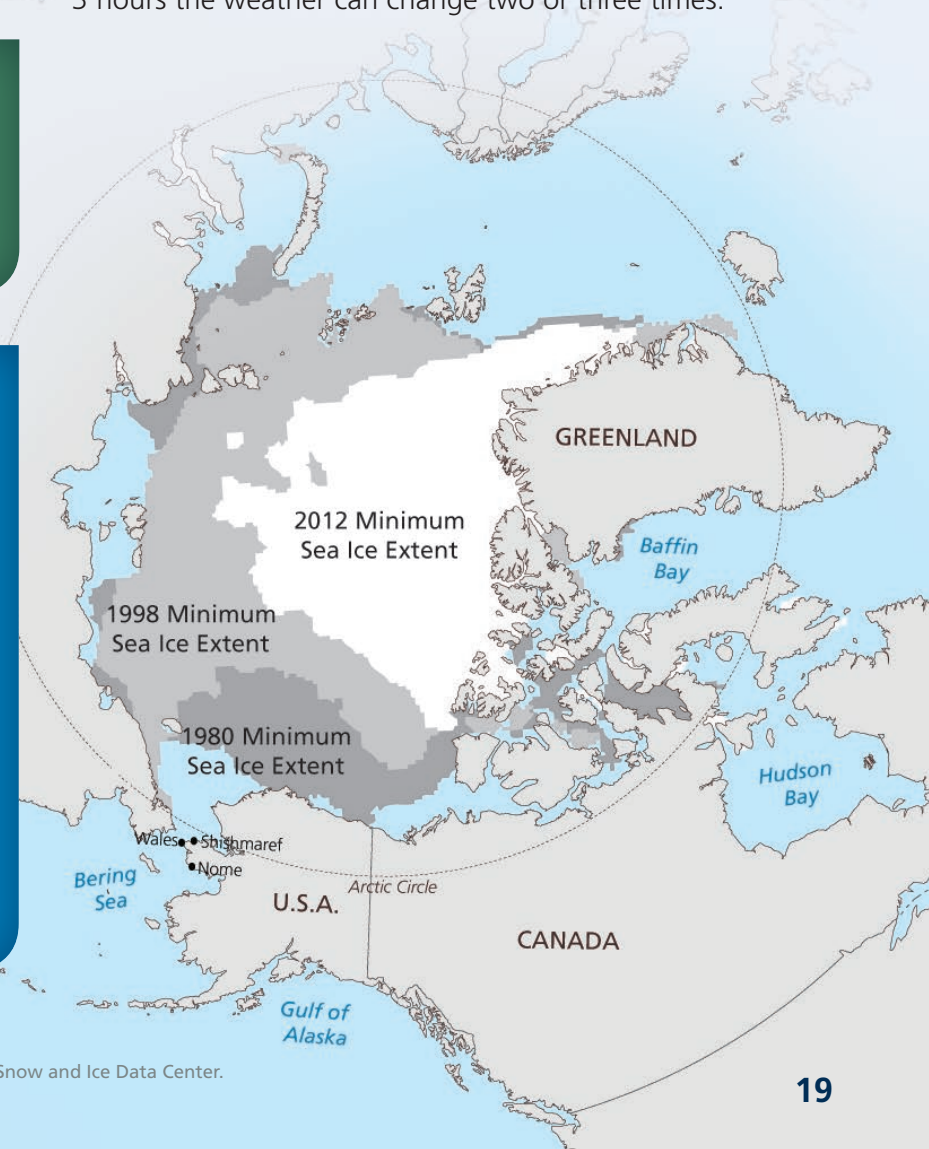 3 hours the weather can change two or three times.
GREENLAND
2012 Minimum
Sea Ice Extent
Baffin
Bay
1998 Minimum
Sea Ice Extent
1980 Minimum
Sea Ice Extent
Hudson
Bay
Wales
Shishmaref
Nome
Bering
Sea
Arctic Circle
U.S.A.
CANADA
Gulf of
Alaska
Snow and Ice Data Center.
19